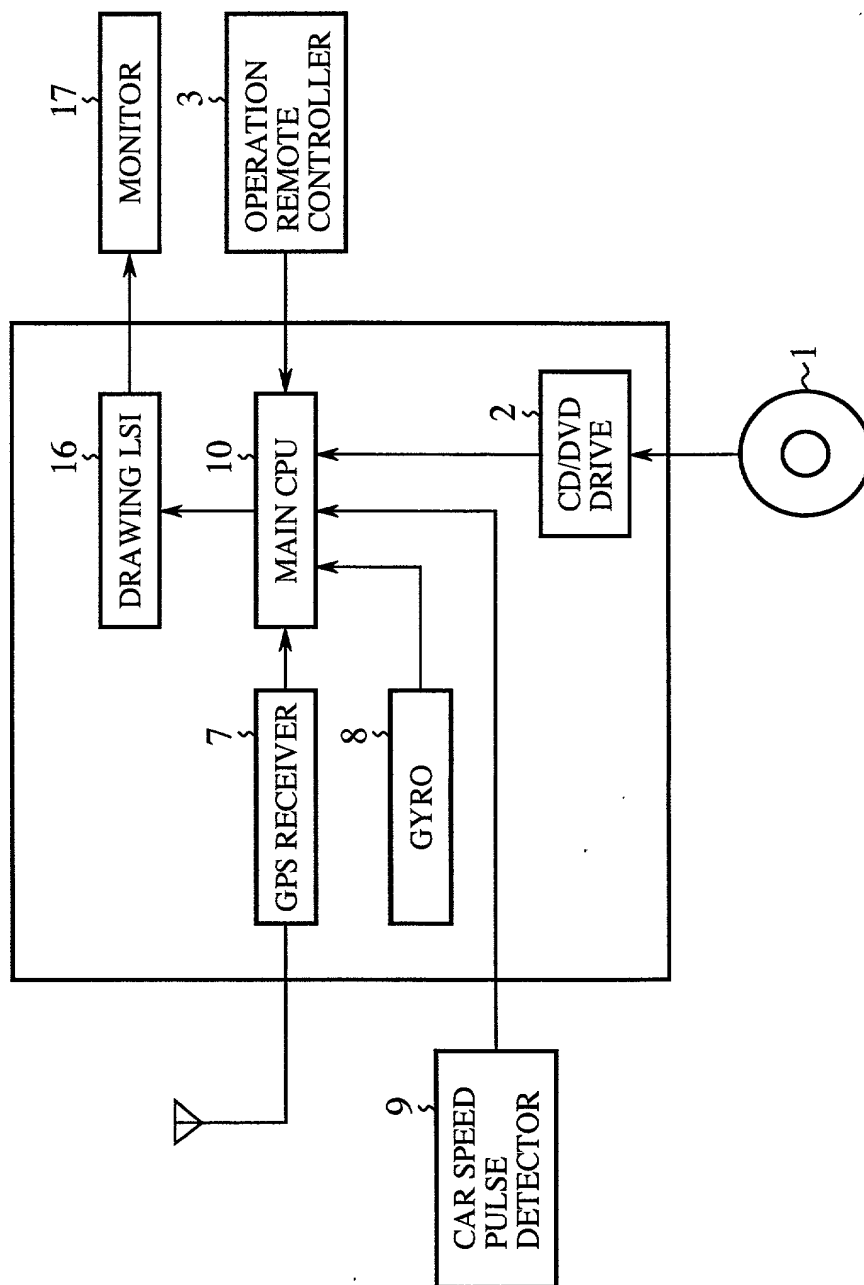 17
MONITOR
3
OPERATION
REMOTE
CONTROLLER
16
DRAWING LSI
10
MAIN CPU
2
CD/DVD
DRIVE
1
7
GPS RECEIVER
8
GYRO
9
CAR SPEED
PULSE
DETECTOR